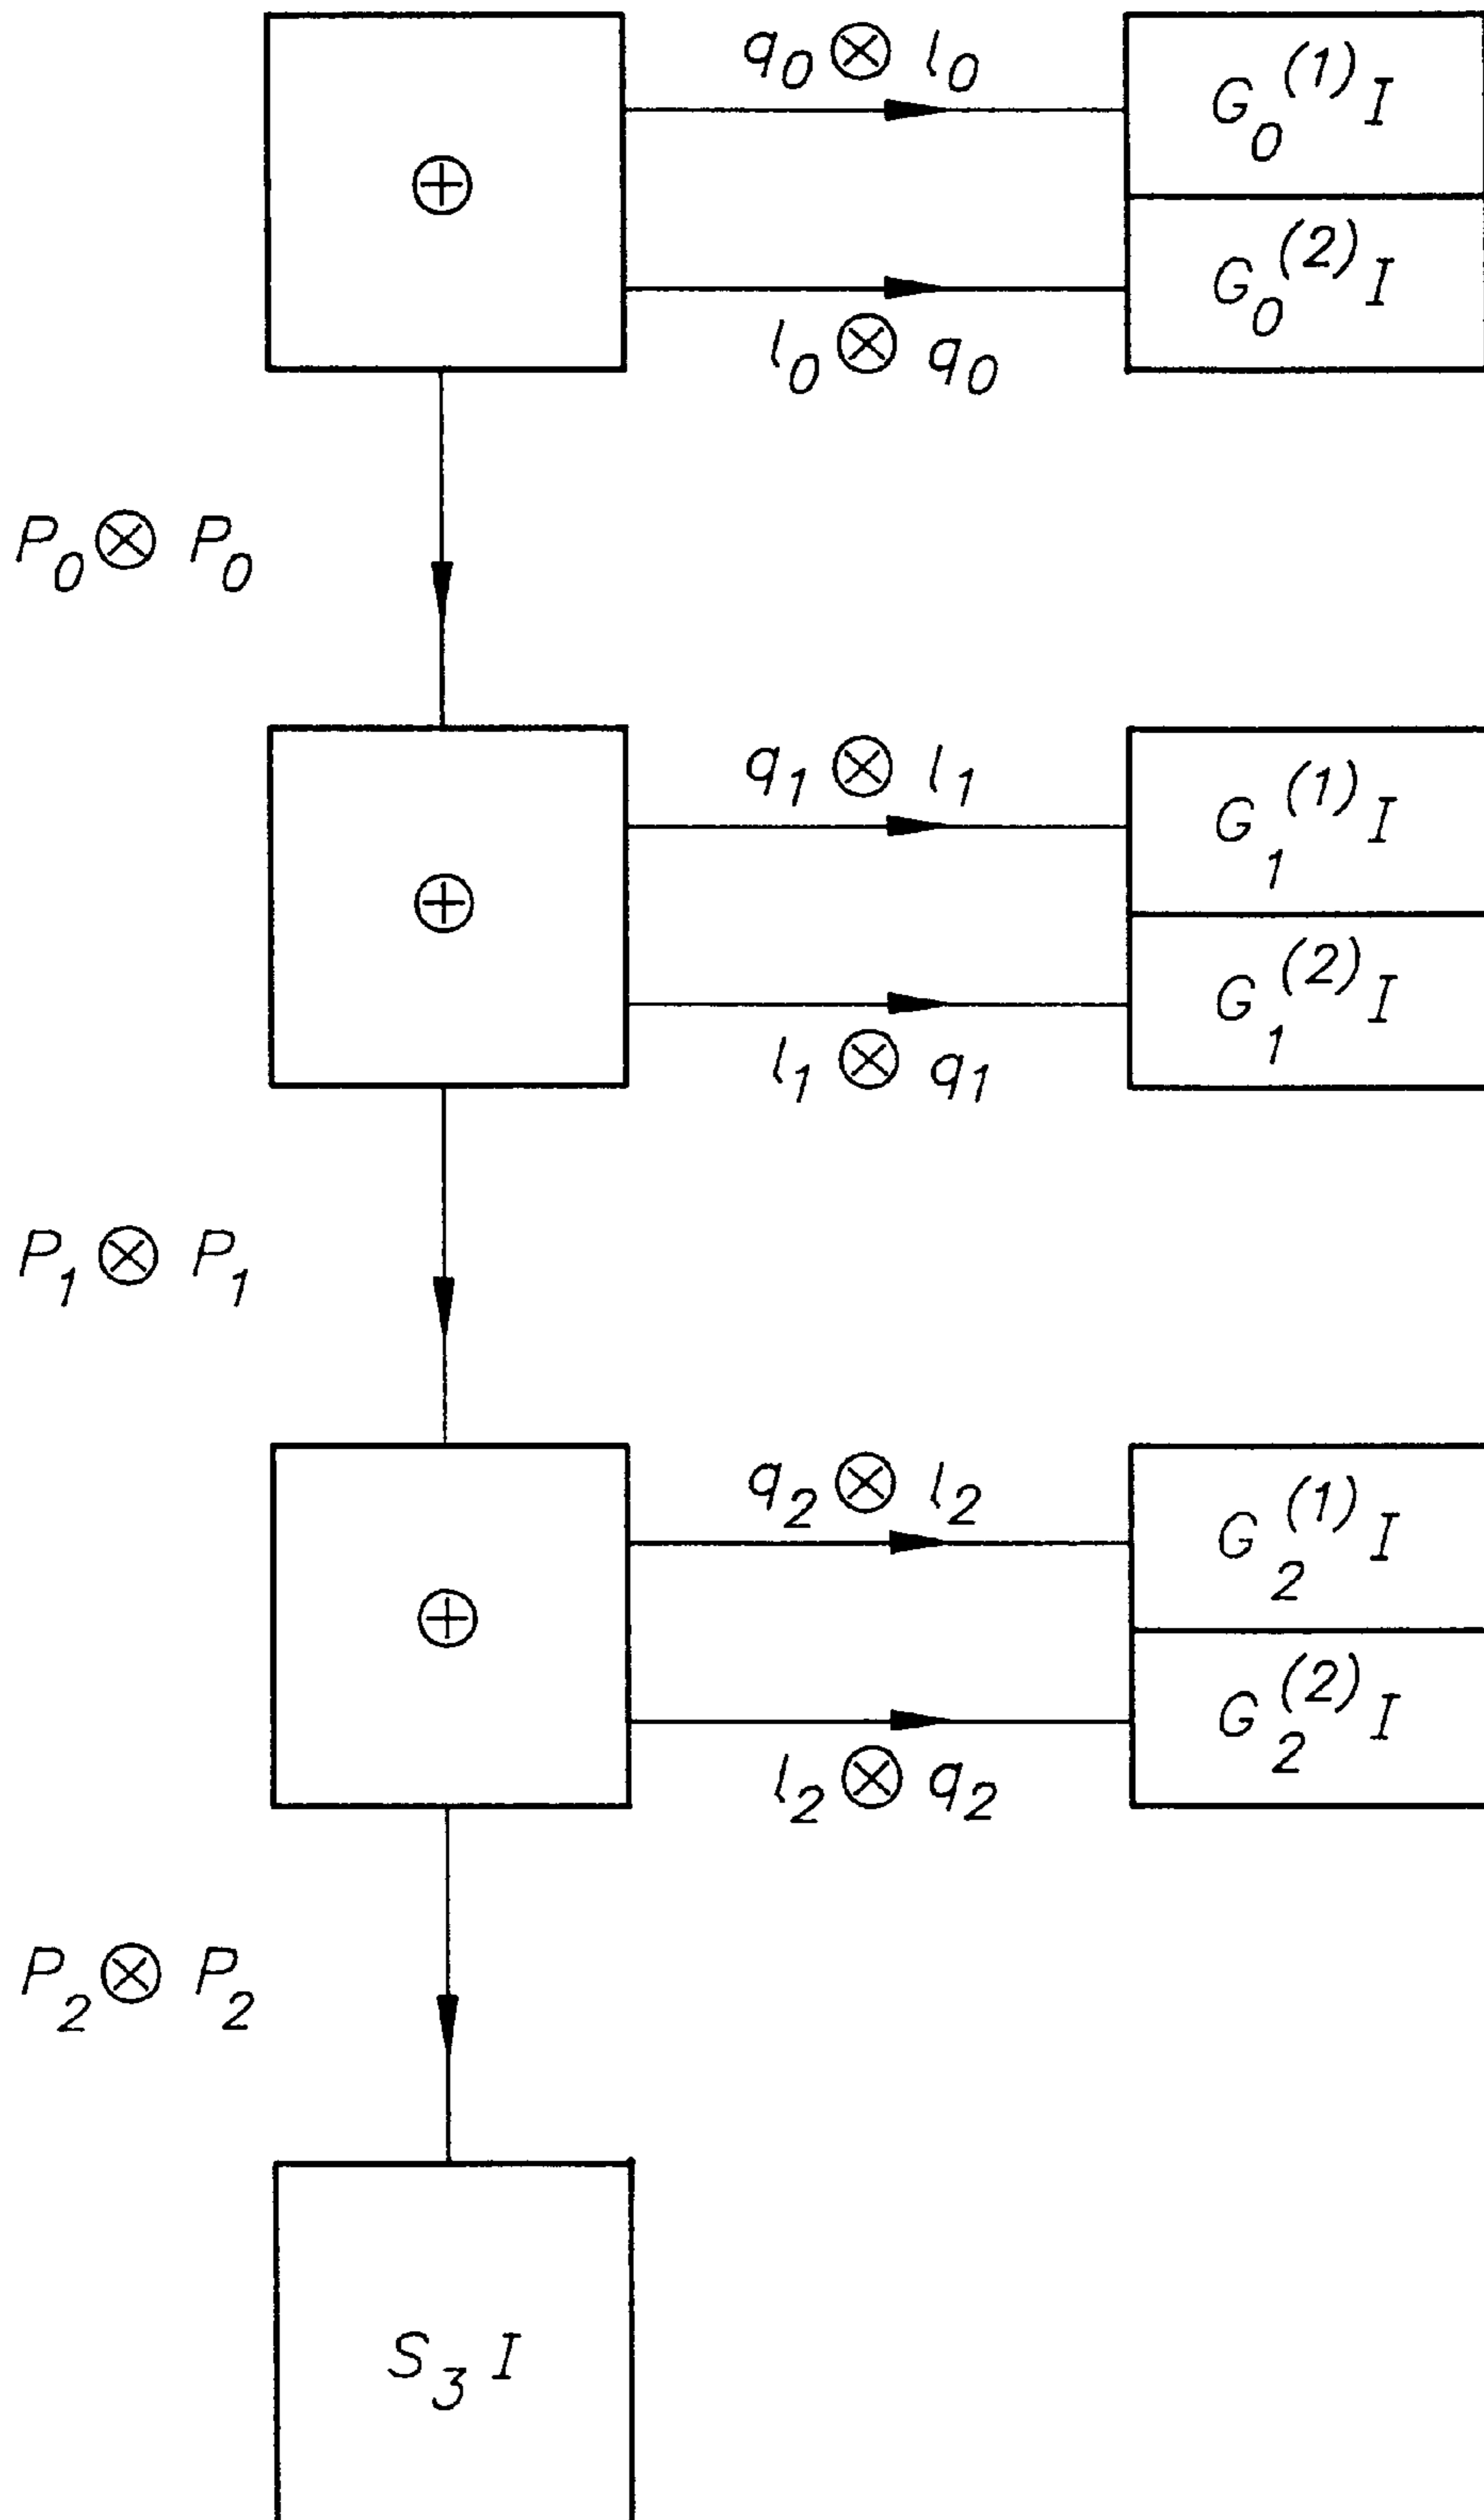 q₀ ⊗ l₀
G₀⁽¹⁾I
⊕
G₀⁽²⁾I
l₀ ⊗ q₀
P₀ ⊗ P₀
q₁ ⊗ l₁
G₁⁽¹⁾I
⊕
G₁⁽²⁾I
l₁ ⊗ q₁
P₁ ⊗ P₁
q₂ ⊗ l₂
G₂⁽¹⁾I
⊕
G₂⁽²⁾I
l₂ ⊗ q₂
P₂ ⊗ P₂
S₃I